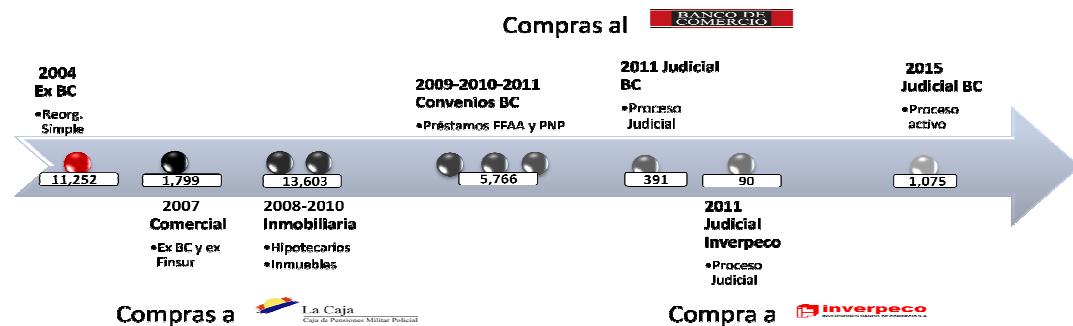 Compras al
BANCO DE
COMERCIO
2004
Ex BC
•Reorg.
Simple
2009-2010-2011
Convenios BC
•Préstamos FFAA y PNP
2011 Judicial
BC
•Proceso
Judicial
2015
Judicial BC
•Proceso
activo
11,252
1,799
13,603
5,766
391
90
1,075
2007
Comercial
•Ex BC y ex
Finsur
2008-2010
Inmobiliaria
•Hipotecarios
•Inmuebles
2011
Judicial
Inverpeco
•Proceso
Judicial
Compras a
La Caja
Caja de Pensiones Militar Policial
Compra a
inverpeco